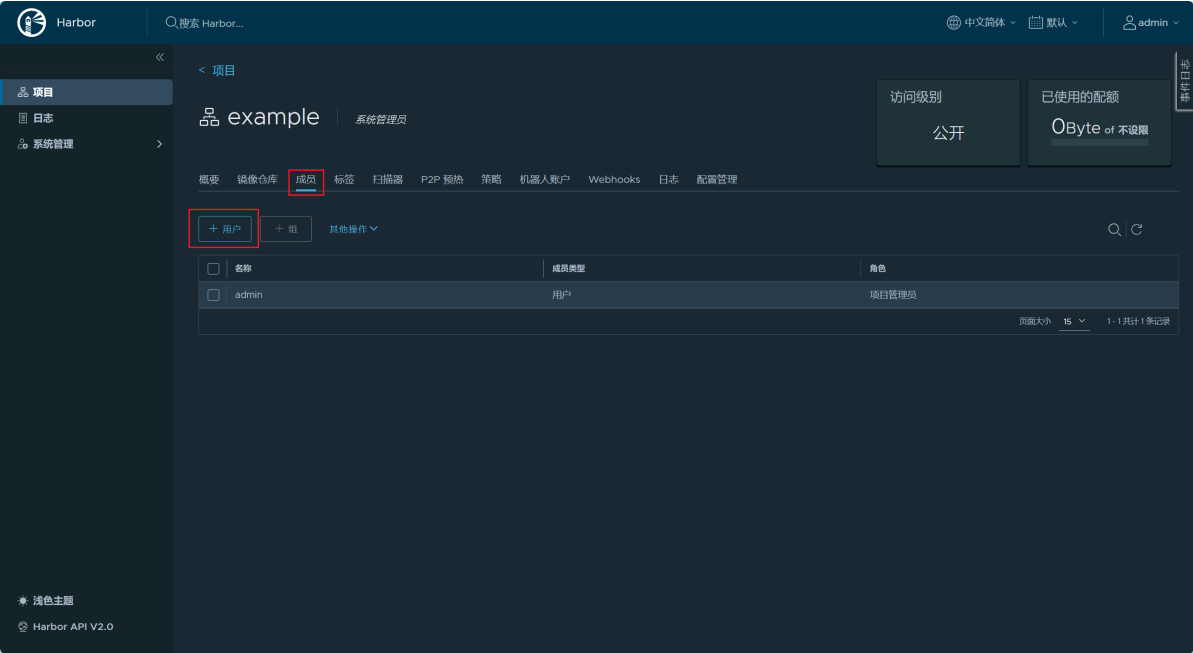 Harbor
搜索 Harbor...
中文简体
默认
admin
项目
日志
系统管理
浅色主题
Harbor API V2.0
< 项目
example
系统管理员
访问级别
公开
已使用的配额
0Byte of 不设限
事件日志
概要 镜像仓库 成员 标签 扫描器 P2P 预热 策略 机器人账户 Webhooks 日志 配置管理
+ 用户 + 组 其他操作
名称 成员类型 角色
admin 用户 项目管理员
页面大小 15 1 - 1 共计 1 条记录